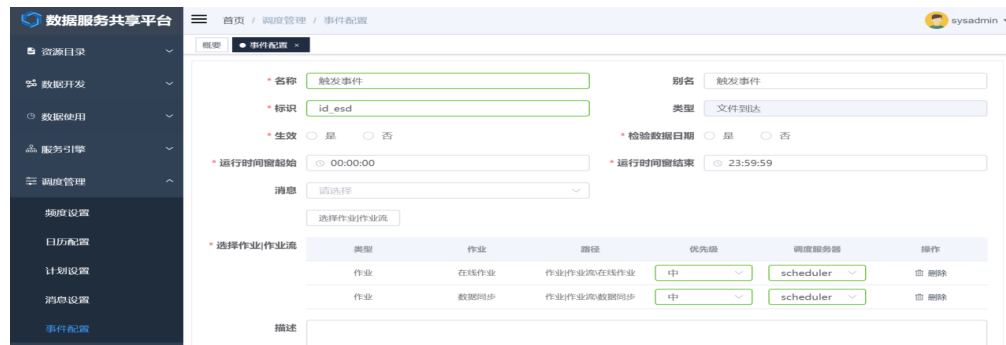 数据服务共享平台
首页 / 调度管理 / 事件配置
sysadmin
资源目录
数据开发
数据使用
服务引擎
调度管理
频度设置
日历配置
计划设置
消息设置
事件配置
概要
事件配置 ×
* 名称 触发事件 别名 触发事件
* 标识 id_esd 类型 文件到达
* 生效 是 否 * 检验数据日期 是 否
* 运行时间窗起始 00:00:00 * 运行时间窗结束 23:59:59
消息 请选择
选择作业|作业流
* 选择作业|作业流 类型 作业 路径 优先级 调度服务器 操作
作业 在线作业 作业|作业流\在线作业 中 scheduler 删除
作业 数据同步 作业|作业流\数据同步 中 scheduler 删除
描述